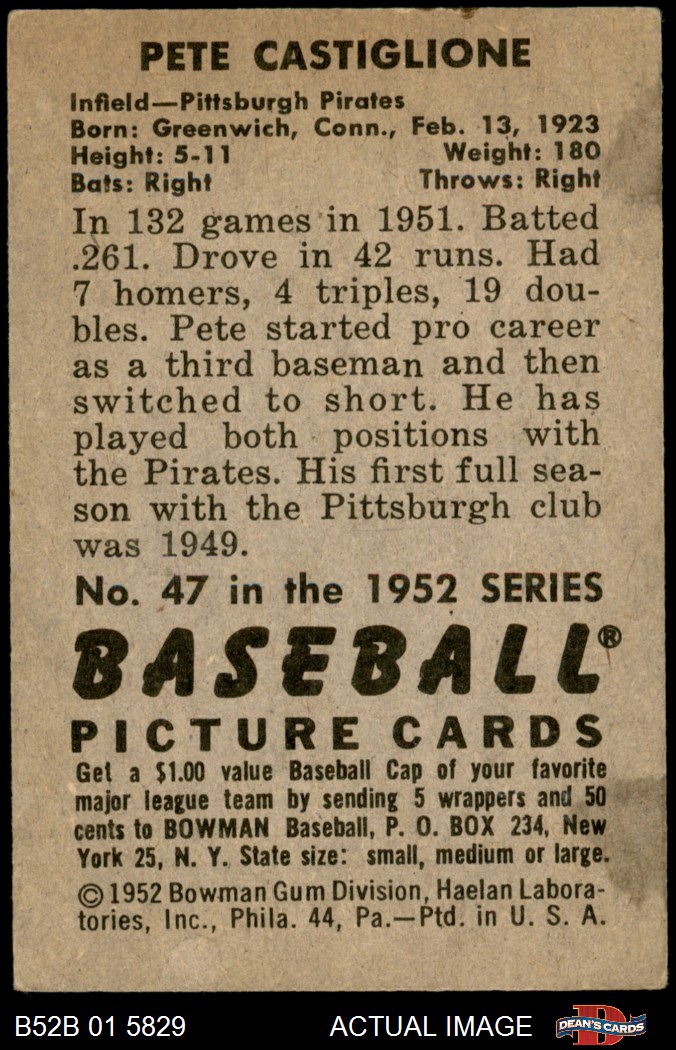 PETE CASTIGLIONE
Infield—Pittsburgh Pirates
Born: Greenwich, Conn., Feb. 13, 1923
Height: 5-11 Weight: 180
Bats: Right Throws: Right
In 132 games in 1951. Batted
.261. Drove in 42 runs. Had
7 homers, 4 triples, 19 dou-
bles. Pete started pro career
as a third baseman and then
switched to short. He has
played both positions with
the Pirates. His first full sea-
son with the Pittsburgh club
was 1949.
No. 47 in the 1952 SERIES
BASEBALL®
PICTURE CARDS
Get a $1.00 value Baseball Cap of your favorite
major league team by sending 5 wrappers and 50
cents to BOWMAN Baseball, P. O. BOX 234, New
York 25, N. Y. State size: small, medium or large.
© 1952 Bowman Gum Division, Haelan Labora-
tories, Inc., Phila. 44, Pa.—Ptd. in U. S. A.
B52B 01 5829 ACTUAL IMAGE D DEAN'S CARDS